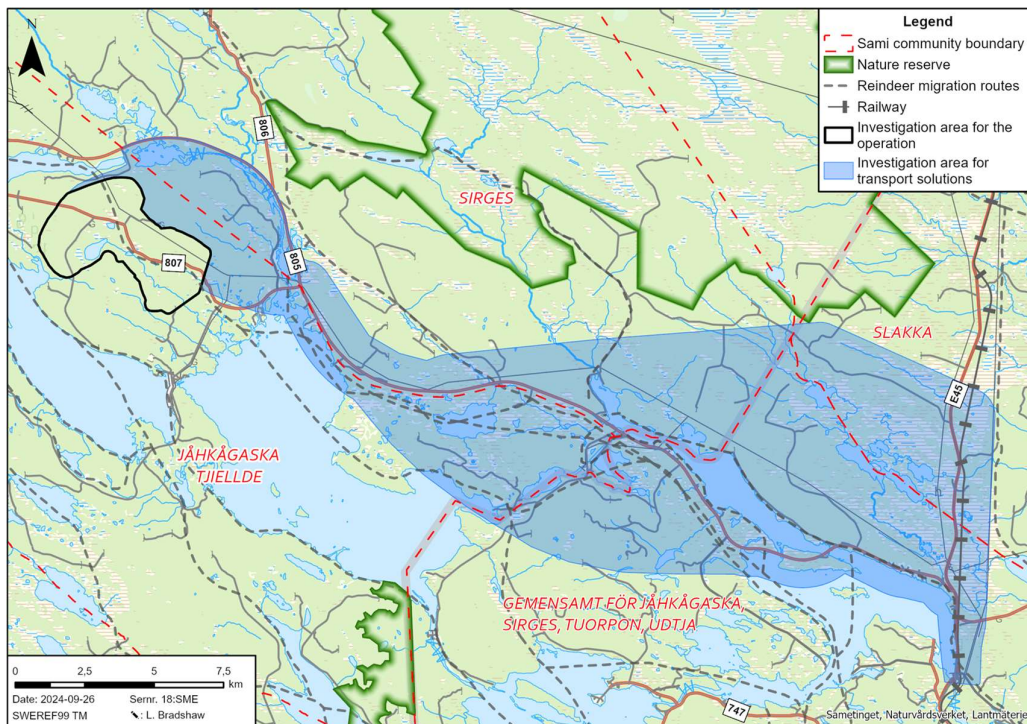 Legend
Sami community boundary
Nature reserve
Reindeer migration routes
Railway
Investigation area for the
operation
Investigation area for
transport solutions
806
SIRGES
807
805
SLAKKA
E45
JÅHKÅGASKA
TJIELLDE
GEMENSAMT FÖR JÅHKÅGASKA,
SIRGES, TUORPON, UDTJA
747
0 2,5 5 7,5
km
Date: 2024-09-26 Sernr. 18:SME
SWEREF99 TM : L. Bradshaw
Sametinget, Naturvårdsverket, Lantmäteriet